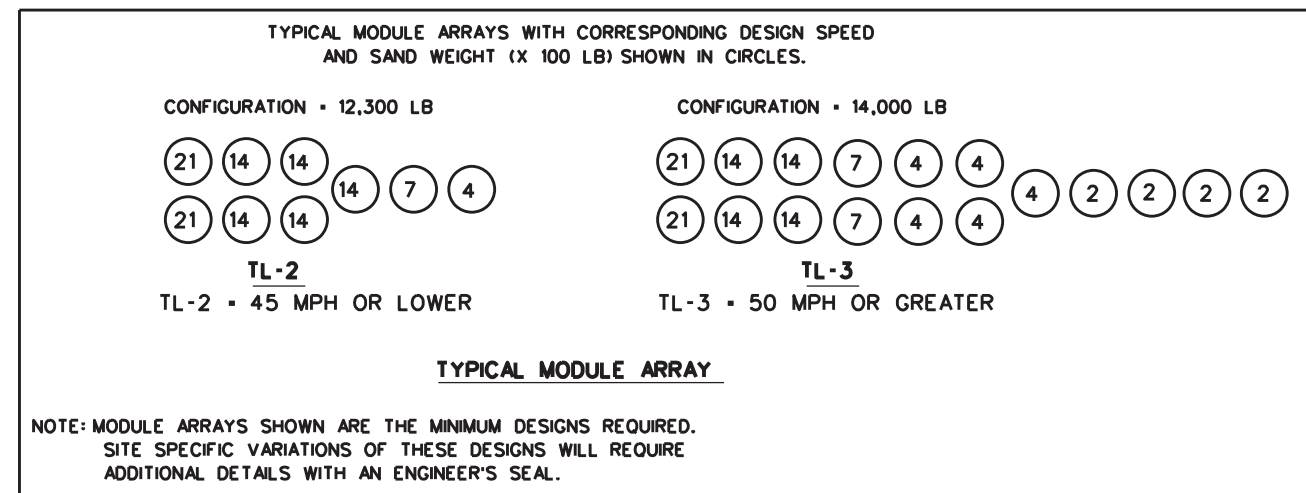 TYPICAL MODULE ARRAYS WITH CORRESPONDING DESIGN SPEED
AND SAND WEIGHT (X 100 LB) SHOWN IN CIRCLES.
CONFIGURATION = 12,300 LB
21 14 14
14 7 4
21 14 14
TL-2
TL-2 = 45 MPH OR LOWER
CONFIGURATION = 14,000 LB
21 14 14 7 4 4
4 2 2 2 2
21 14 14 7 4 4
TL-3
TL-3 = 50 MPH OR GREATER
TYPICAL MODULE ARRAY
NOTE: MODULE ARRAYS SHOWN ARE THE MINIMUM DESIGNS REQUIRED.
SITE SPECIFIC VARIATIONS OF THESE DESIGNS WILL REQUIRE
ADDITIONAL DETAILS WITH AN ENGINEER'S SEAL.